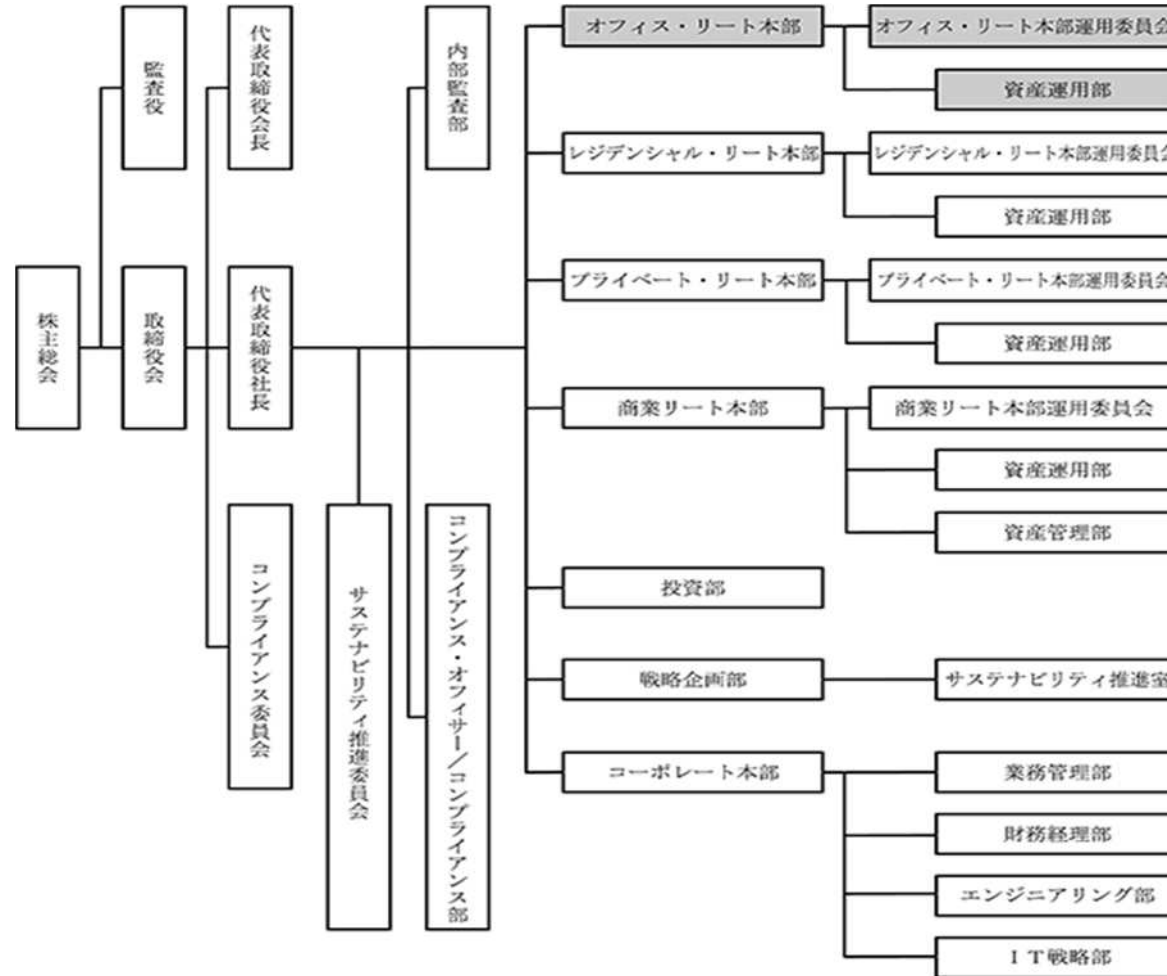 株主総会
監査役
取締役会
代表取締役会長
代表取締役社長
コンプライアンス委員会
サステナビリティ推進委員会
内部監査部
コンプライアンス・オフィサー/コンプライアンス部
オフィス・リート本部
オフィス・リート本部運用委員会
資産運用部
レジデンシャル・リート本部
レジデンシャル・リート本部運用委員会
資産運用部
プライベート・リート本部
プライベート・リート本部運用委員会
資産運用部
商業リート本部
商業リート本部運用委員会
資産運用部
資産管理部
投資部
戦略企画部
サステナビリティ推進室
コーポレート本部
業務管理部
財務経理部
エンジニアリング部
IT戦略部